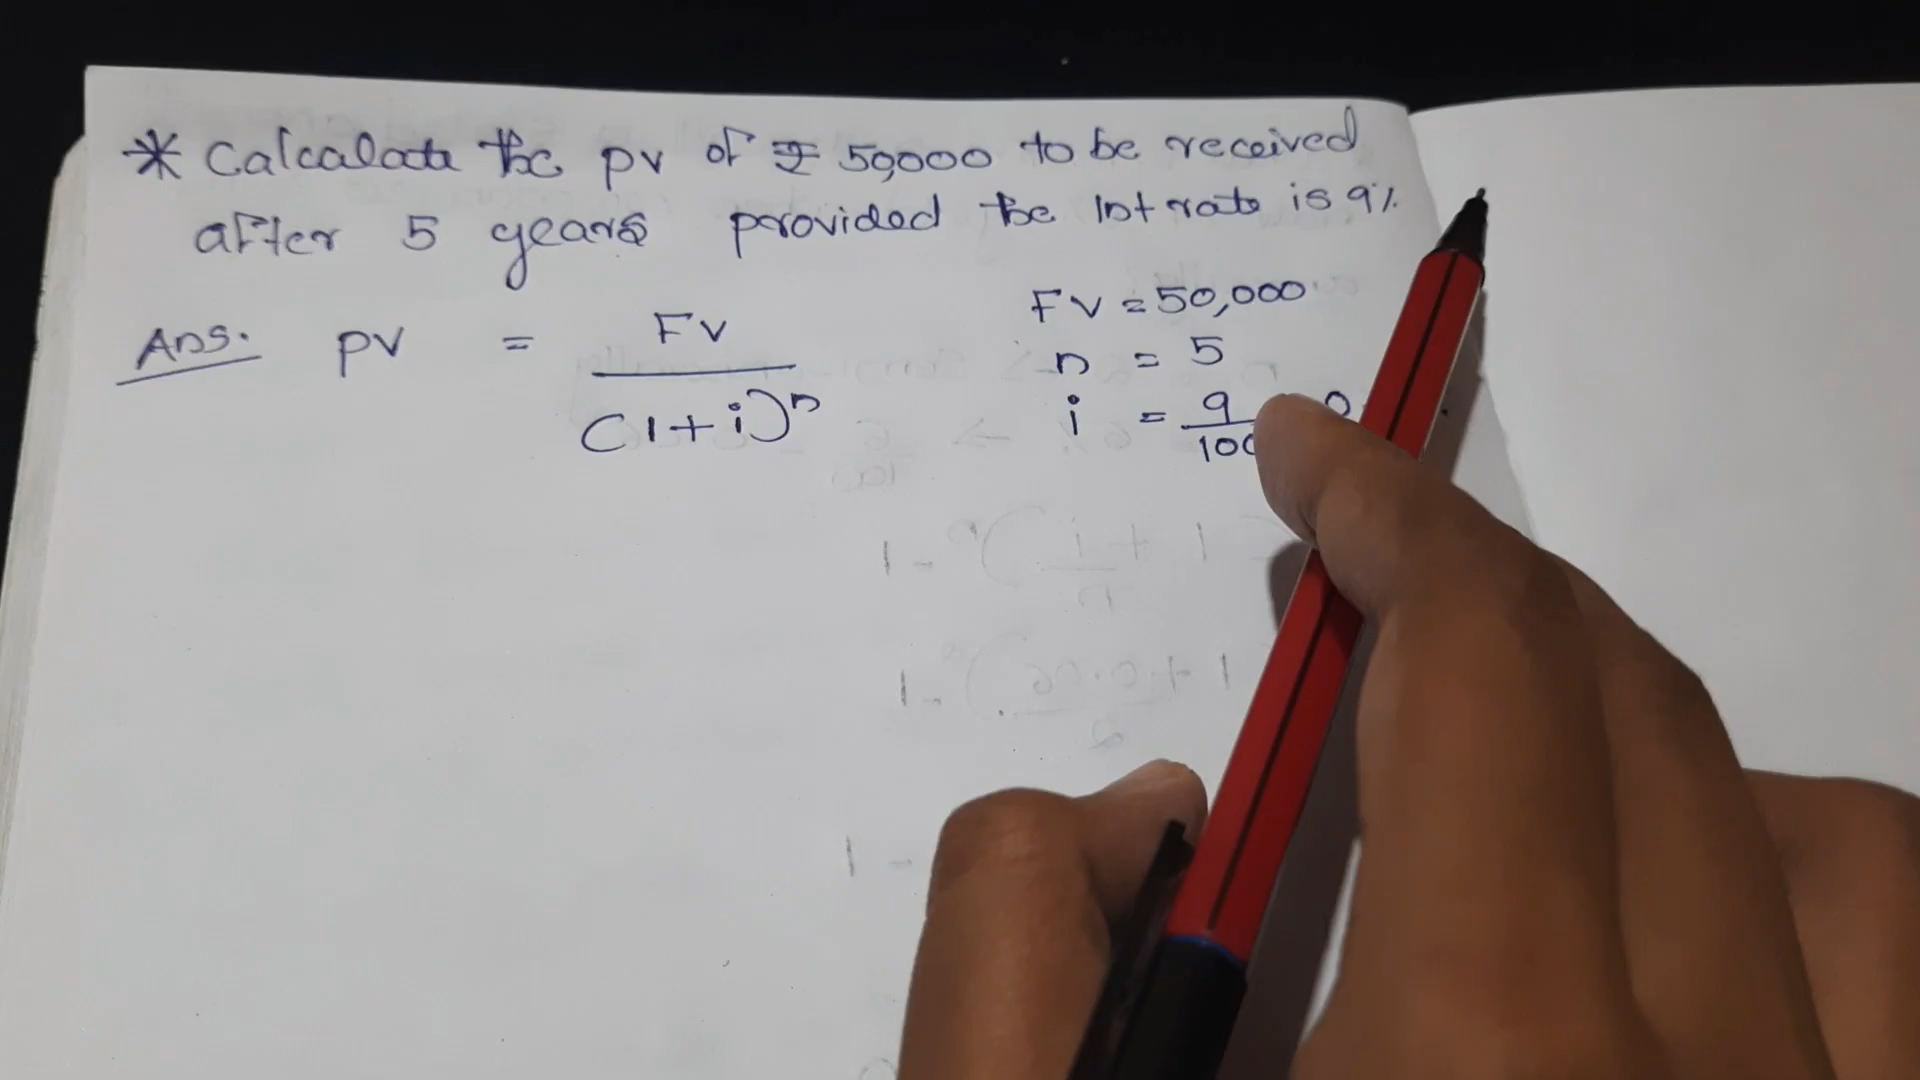 * Calculate the pv of ₹ 50,000 to be received
after 5 years provided the Int rate is 9%
Ans. pv = FV / (1+i)ⁿ
FV = 50,000
n = 5
i = 9/100